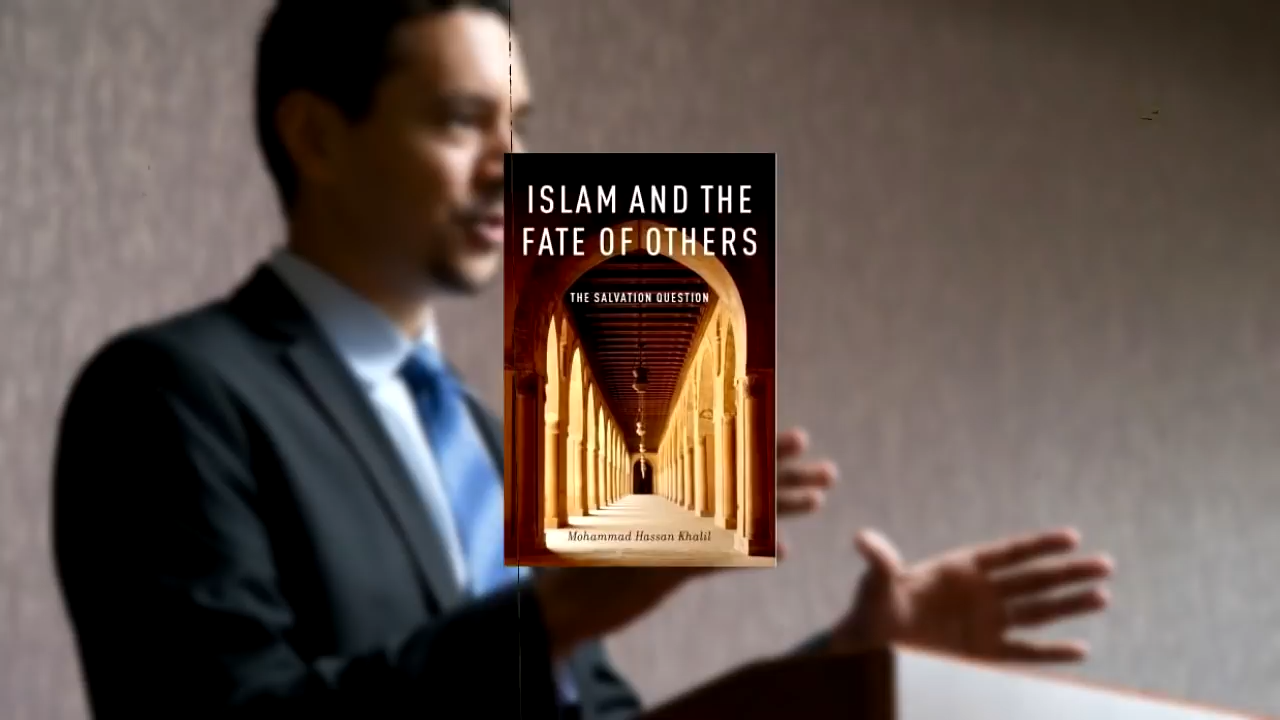 ISLAM AND THE
FATE OF OTHERS
THE SALVATION QUESTION
Mohammad Hassan Khalil